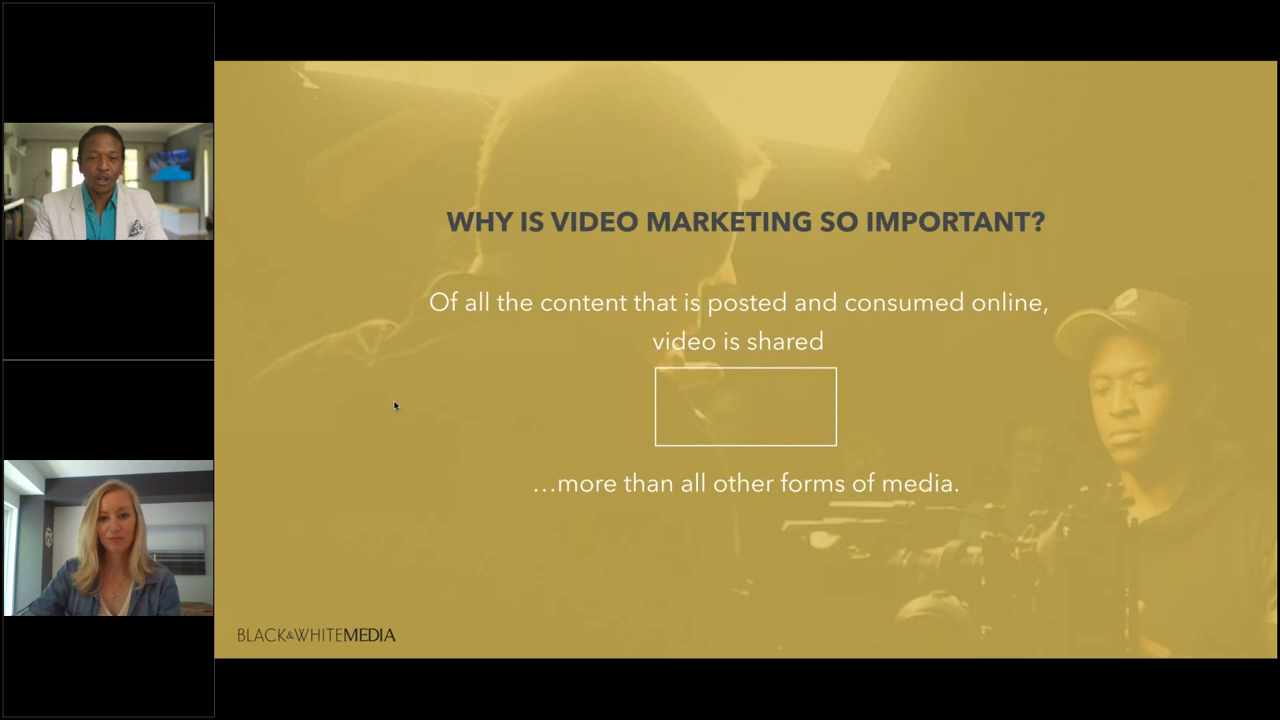 WHY IS VIDEO MARKETING SO IMPORTANT?
Of all the content that is posted and consumed online,
video is shared
…more than all other forms of media.
BLACK&WHITEMEDIA